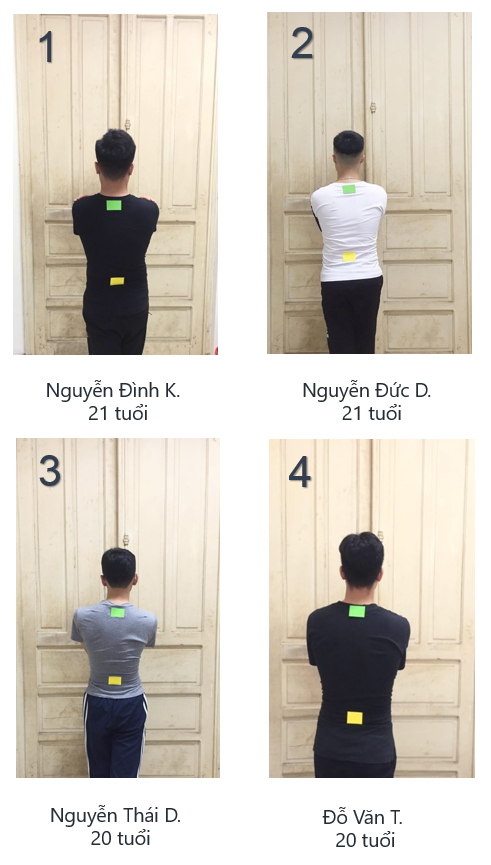 1
2
Nguyễn Đình K.
21 tuổi
Nguyễn Đức D.
21 tuổi
3
4
Nguyễn Thái D.
20 tuổi
Đỗ Văn T.
20 tuổi